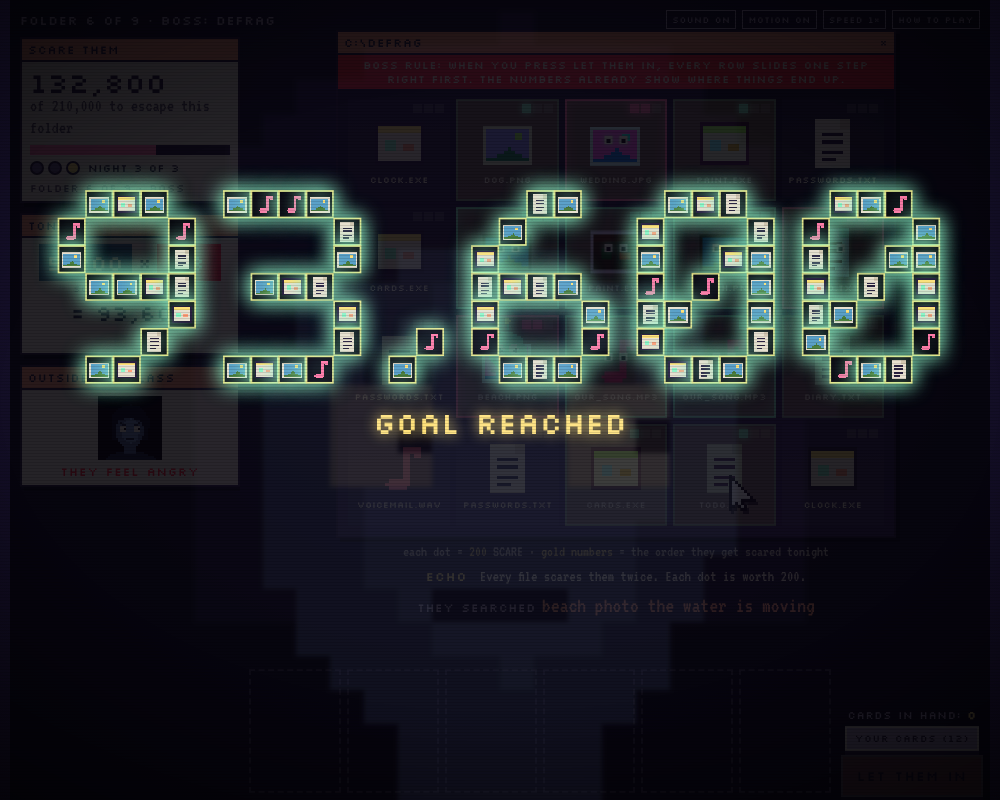 FOLDER 6 OF 9 · BOSS: DEFRAG
SOUND ON
MOTION ON
SPEED 1×
HOW TO PLAY
SCARE THEM
132,800
of 210,000 to escape this
folder
NIGHT 3 OF 3
C:\DEFRAG
BOSS RULE: WHEN YOU PRESS LET THEM IN, EVERY ROW SLIDES ONE STEP
RIGHT FIRST. THE NUMBERS ALREADY SHOW WHERE THINGS END UP.
CLOCK.EXE
DOG.PNG
WEDDING.JPG
PAINT.EXE
PASSWORDS.TXT
93,600
CARDS.EXE
PASSWORDS.TXT
BEACH.PNG
OUR_SONG.MP3
OUR_SONG.MP3
DIARY.TXT
GOAL REACHED
THEY FEEL ANGRY
VOICEMAIL.WAV
PASSWORDS.TXT
CARDS.EXE
TODO
CLOCK.EXE
each dot = 200 SCARE · gold numbers = the order they get scared tonight
ECHO Every file scares them twice. Each dot is worth 200.
THEY SEARCHED beach photo the water is moving
CARDS IN HAND: 0
YOUR CARDS (12)
LET THEM IN